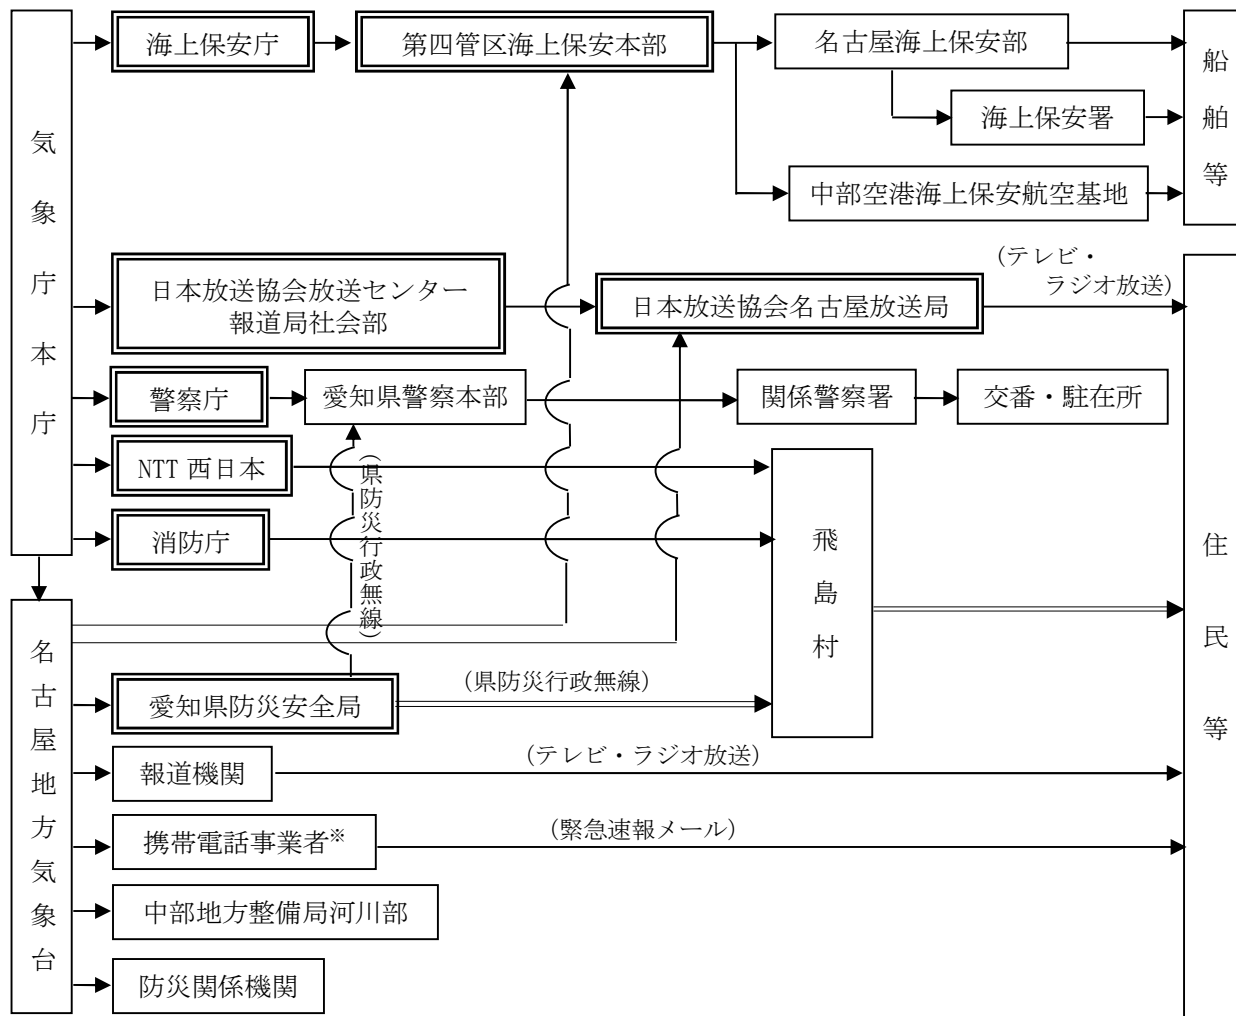 海上保安庁
第四管区海上保安本部
名古屋海上保安部
海上保安署
中部空港海上保安航空基地
船舶等
気象庁本庁
日本放送協会放送センター
報道局社会部
日本放送協会名古屋放送局
(テレビ・
ラジオ放送)
警察庁
愛知県警察本部
関係警察署
交番・駐在所
NTT 西日本
(県防災行政無線)
消防庁
飛島村
住民等
名古屋地方気象台
愛知県防災安全局
(県防災行政無線)
報道機関
(テレビ・ラジオ放送)
携帯電話事業者※
(緊急速報メール)
中部地方整備局河川部
防災関係機関